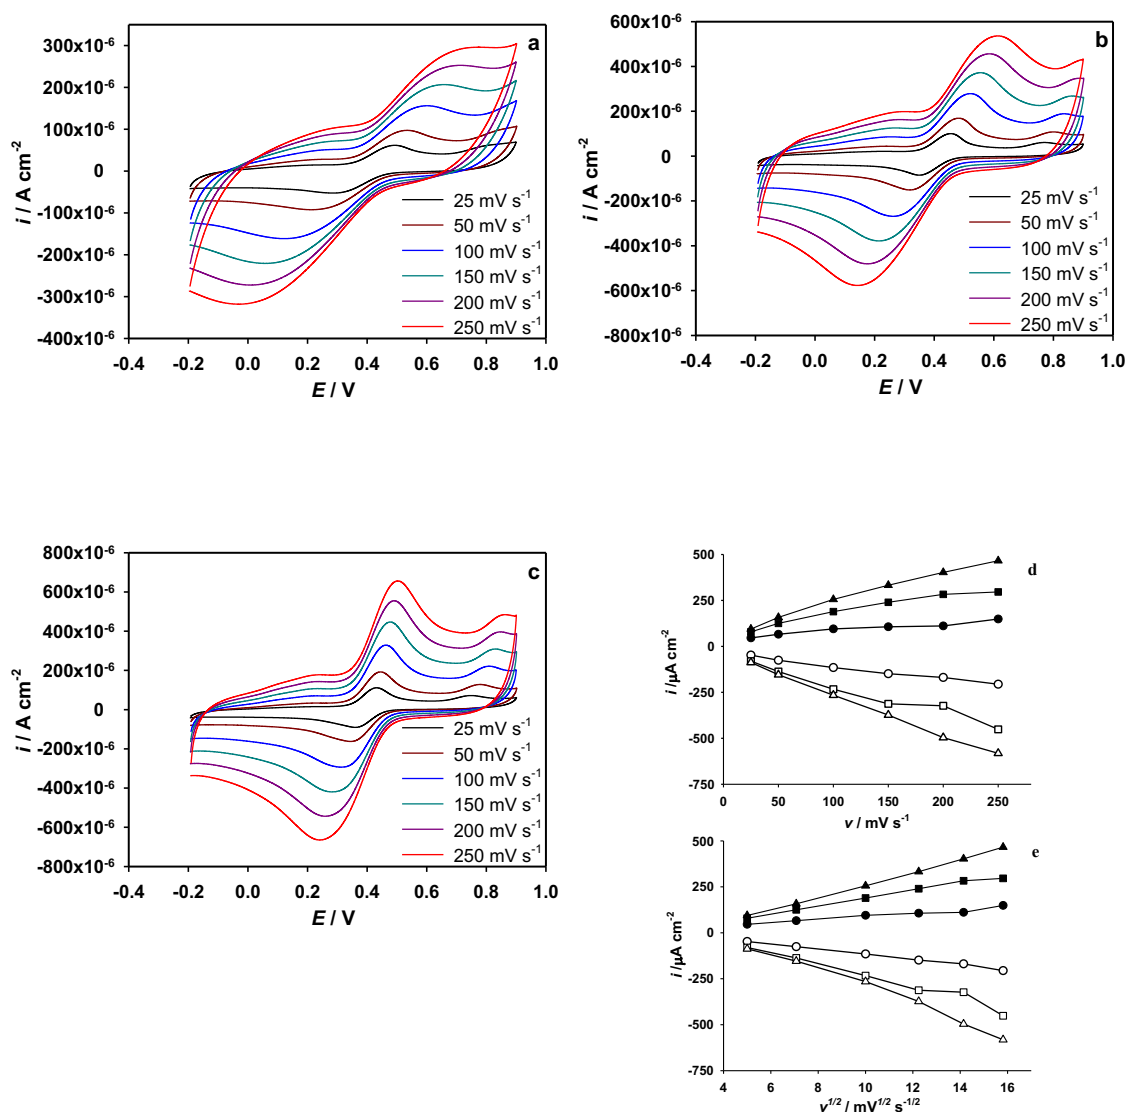 a
300x10-6
200x10-6
100x10-6
0
-100x10-6
-200x10-6
-300x10-6
-400x10-6
i / A cm-2
25 mV s-1
50 mV s-1
100 mV s-1
150 mV s-1
200 mV s-1
250 mV s-1
-0.4 -0.2 0.0 0.2 0.4 0.6 0.8 1.0
E / V
b
600x10-6
400x10-6
200x10-6
0
-200x10-6
-400x10-6
-600x10-6
-800x10-6
i / A cm-2
25 mV s-1
50 mV s-1
100 mV s-1
150 mV s-1
200 mV s-1
250 mV s-1
-0.4 -0.2 0.0 0.2 0.4 0.6 0.8 1.0
E / V
c
800x10-6
600x10-6
400x10-6
200x10-6
0
-200x10-6
-400x10-6
-600x10-6
-800x10-6
i / A cm-2
25 mV s-1
50 mV s-1
100 mV s-1
150 mV s-1
200 mV s-1
250 mV s-1
-0.4 -0.2 0.0 0.2 0.4 0.6 0.8 1.0
E / V
d
500
250
0
-250
-500
-750
i /µA cm-2
0 50 100 150 200 250
v / mV s-1
e
500
250
0
-250
-500
-750
i /µA cm-2
4 6 8 10 12 14 16
v1/2 / mV1/2 s-1/2